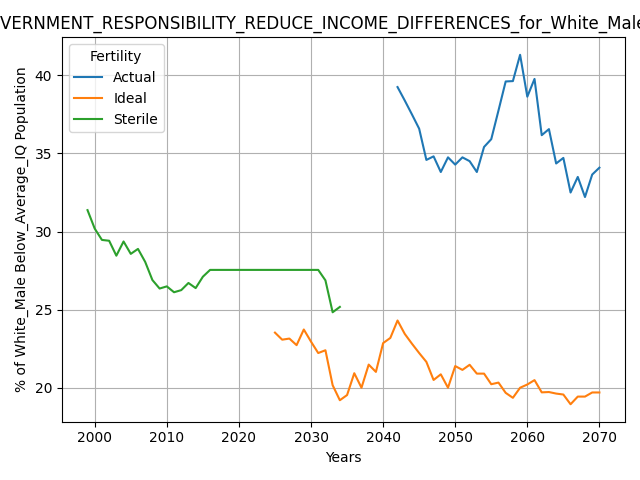 VERNMENT_RESPONSIBILITY_REDUCE_INCOME_DIFFERENCES_for_White_Male
Fertility
Actual
Ideal
Sterile
% of White_Male Below_Average_IQ Population
40
35
30
25
20
2000 2010 2020 2030 2040 2050 2060 2070
Years